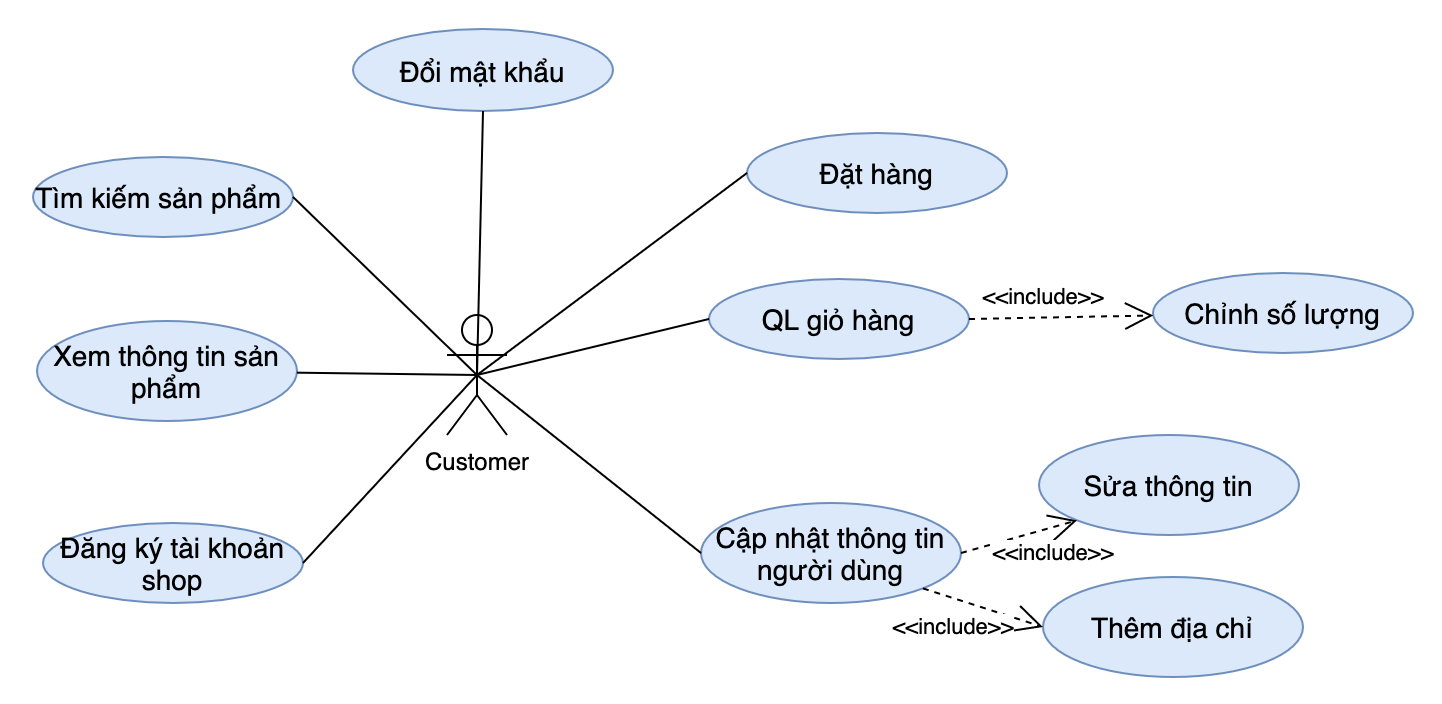 Đổi mật khẩu
Đặt hàng
Tìm kiếm sản phẩm
<<include>>
QL giỏ hàng
Chỉnh số lượng
Xem thông tin sản
phẩm
Customer
Sửa thông tin
Cập nhật thông tin
người dùng
<<include>>
Đăng ký tài khoản
shop
<<include>>
Thêm địa chỉ